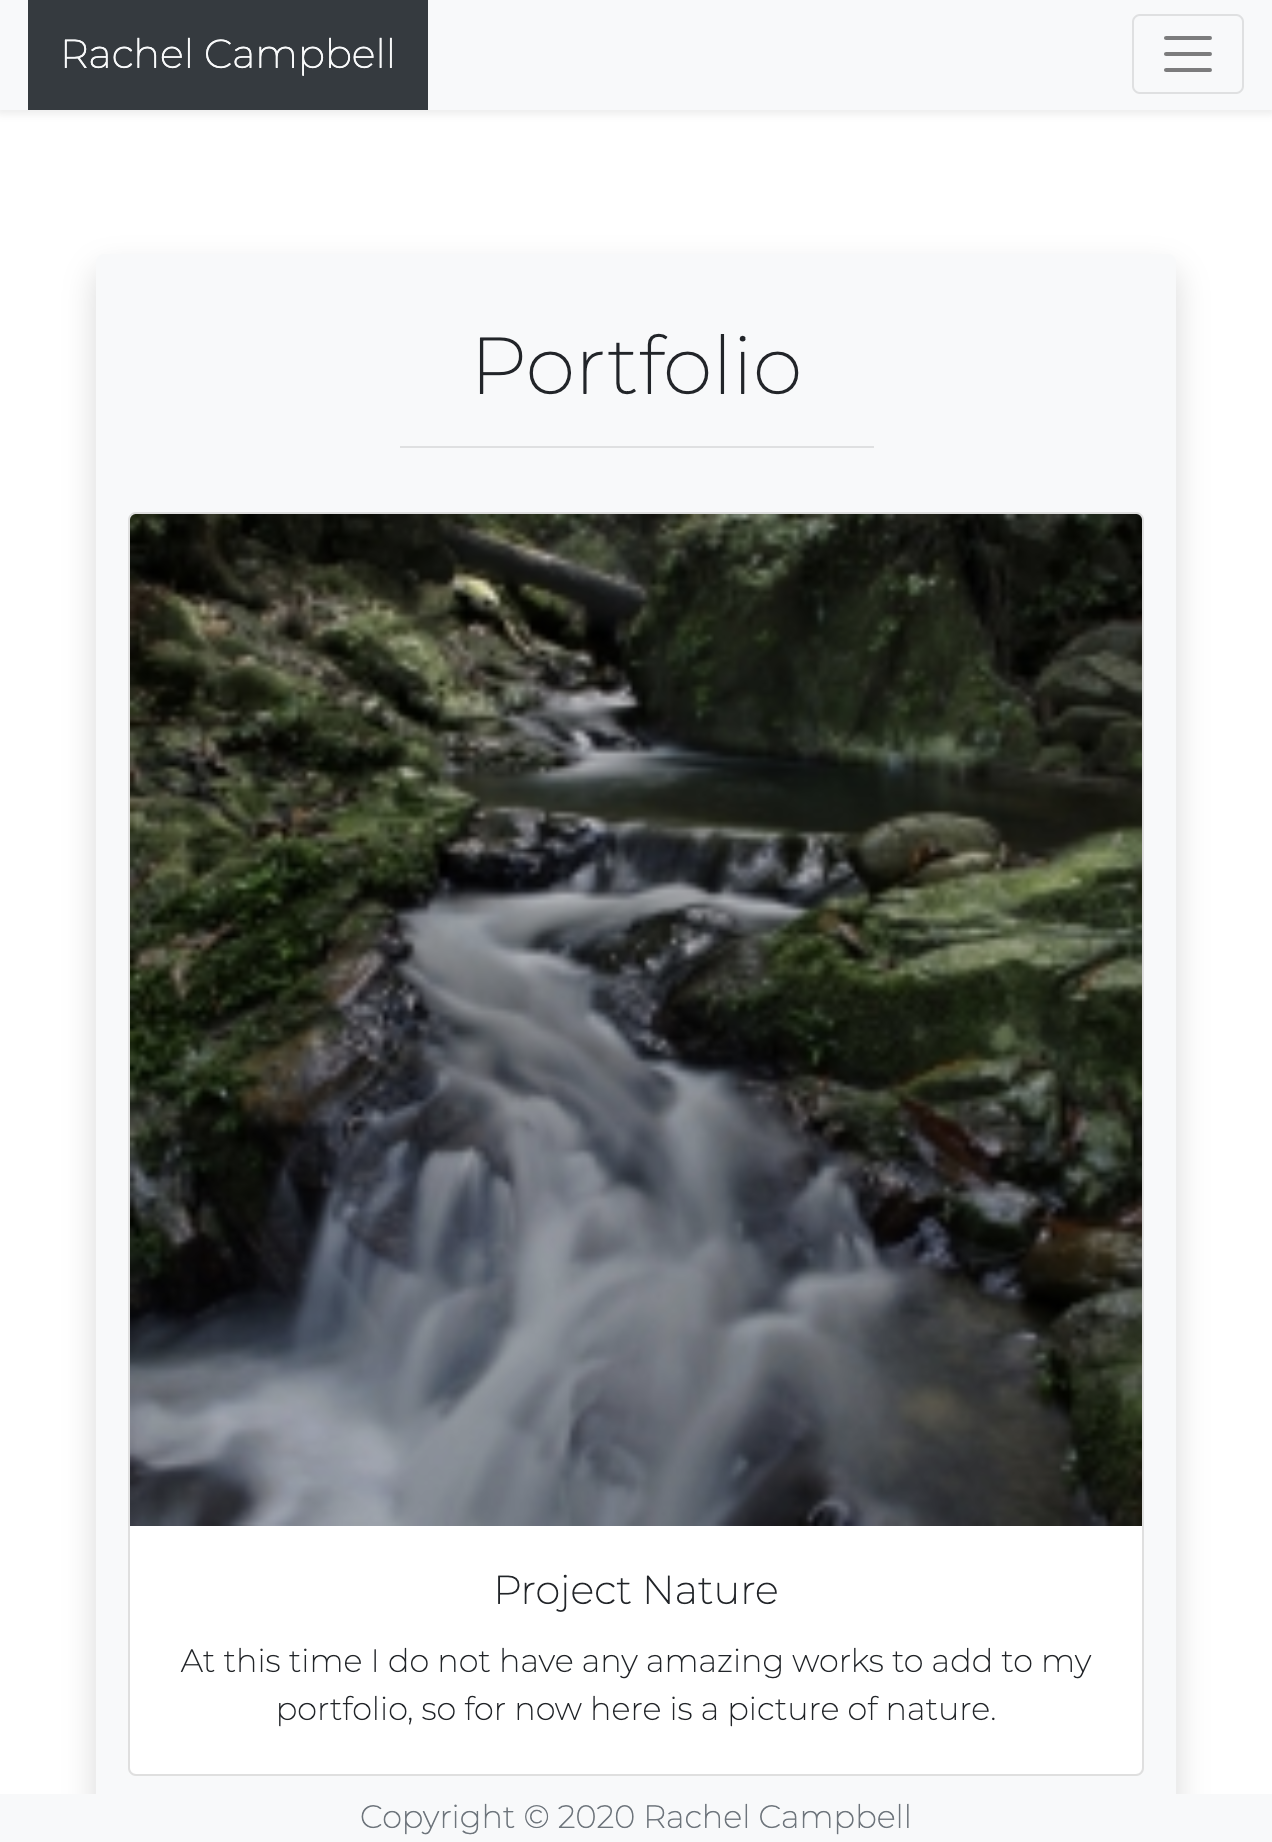 Rachel Campbell
Portfolio
Project Nature
At this time I do not have any amazing works to add to my
portfolio, so for now here is a picture of nature.
Copyright © 2020 Rachel Campbell